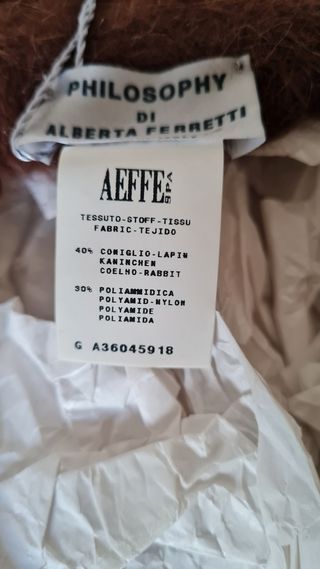 PHILOSOPHY
DI
ALBERTA FERRETTI
AEFFE SPA
TESSUTO-STOFF-TISSU
FABRIC-TEJIDO
40% CONIGLIO-LAPIN
KANINCHEN
COELHO-RABBIT
30% POLIAMMIDICA
POLYAMID-NYLON
POLYAMIDE
POLIAMIDA
G A36045918